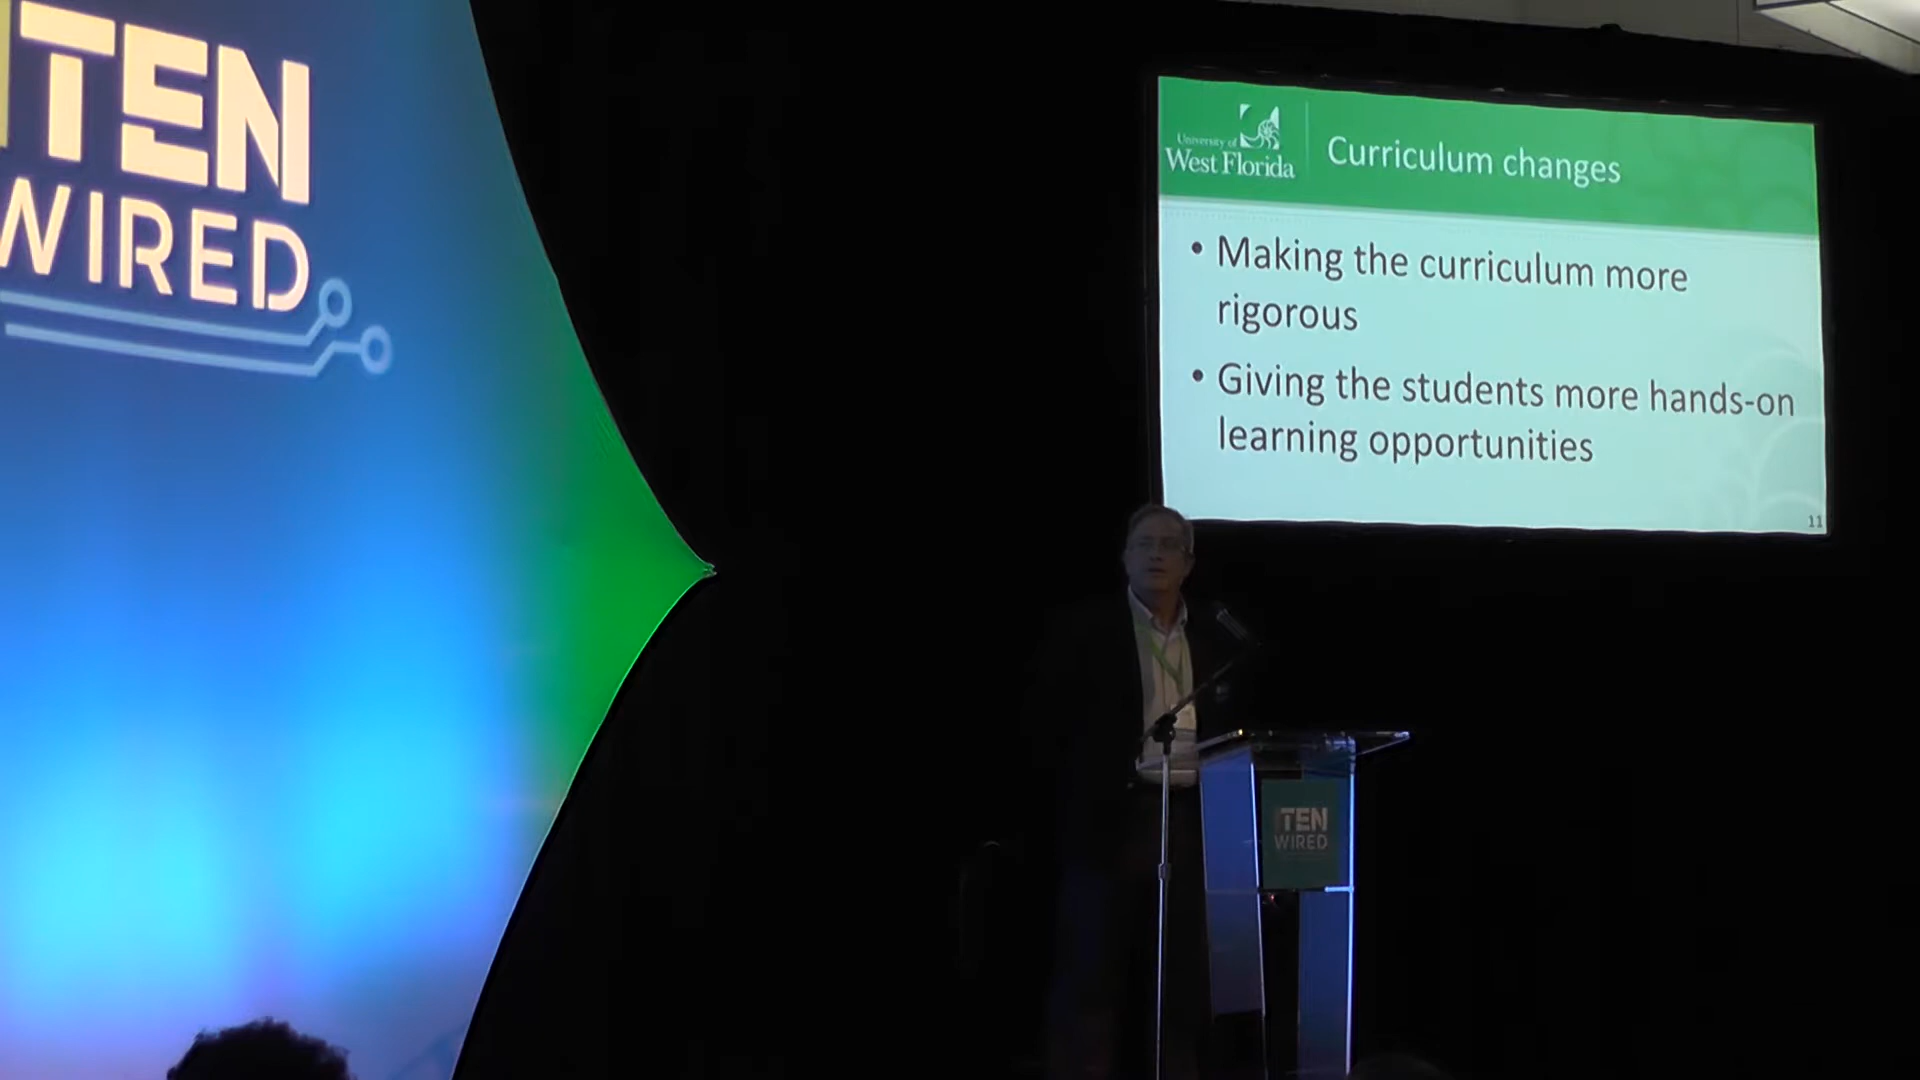 TEN
WIRED
University of
West Florida
Curriculum changes
• Making the curriculum more
rigorous
• Giving the students more hands-on
learning opportunities
11
TEN
WIRED